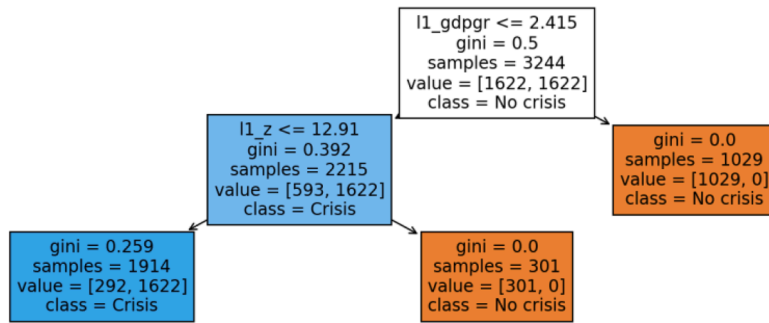 l1_gdpgr <= 2.415
gini = 0.5
samples = 3244
value = [1622, 1622]
class = No crisis
l1_z <= 12.91
gini = 0.392
samples = 2215
value = [593, 1622]
class = Crisis
gini = 0.0
samples = 1029
value = [1029, 0]
class = No crisis
gini = 0.259
samples = 1914
value = [292, 1622]
class = Crisis
gini = 0.0
samples = 301
value = [301, 0]
class = No crisis